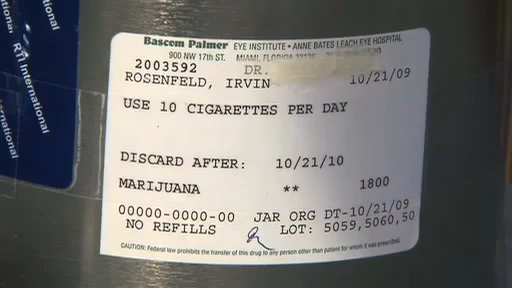 Bascom Palmer EYE INSTITUTE • ANNE BATES LEACH EYE HOSPITAL
900 NW 17th ST. MIAMI, FLORIDA
2003592 DR.
ROSENFELD, IRVIN 10/21/09
USE 10 CIGARETTES PER DAY
DISCARD AFTER: 10/21/10
MARIJUANA ** 1800
00000-0000-00 JAR ORG DT-10/21/09
NO REFILLS LOT: 5059,5060,50
CAUTION: Federal law prohibits the transfer of this drug to any person other than patient for whom it was prescribed.
International
RTI International
International